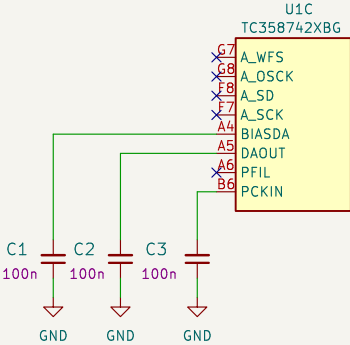 U1C
TC358742XBG
G7 A_WFS
G8 A_OSCK
F8 A_SD
F7 A_SCK
A4 BIASDA
A5 DAOUT
A6 PFIL
B6 PCKIN
C1 C2 C3
100n 100n 100n
GND GND GND